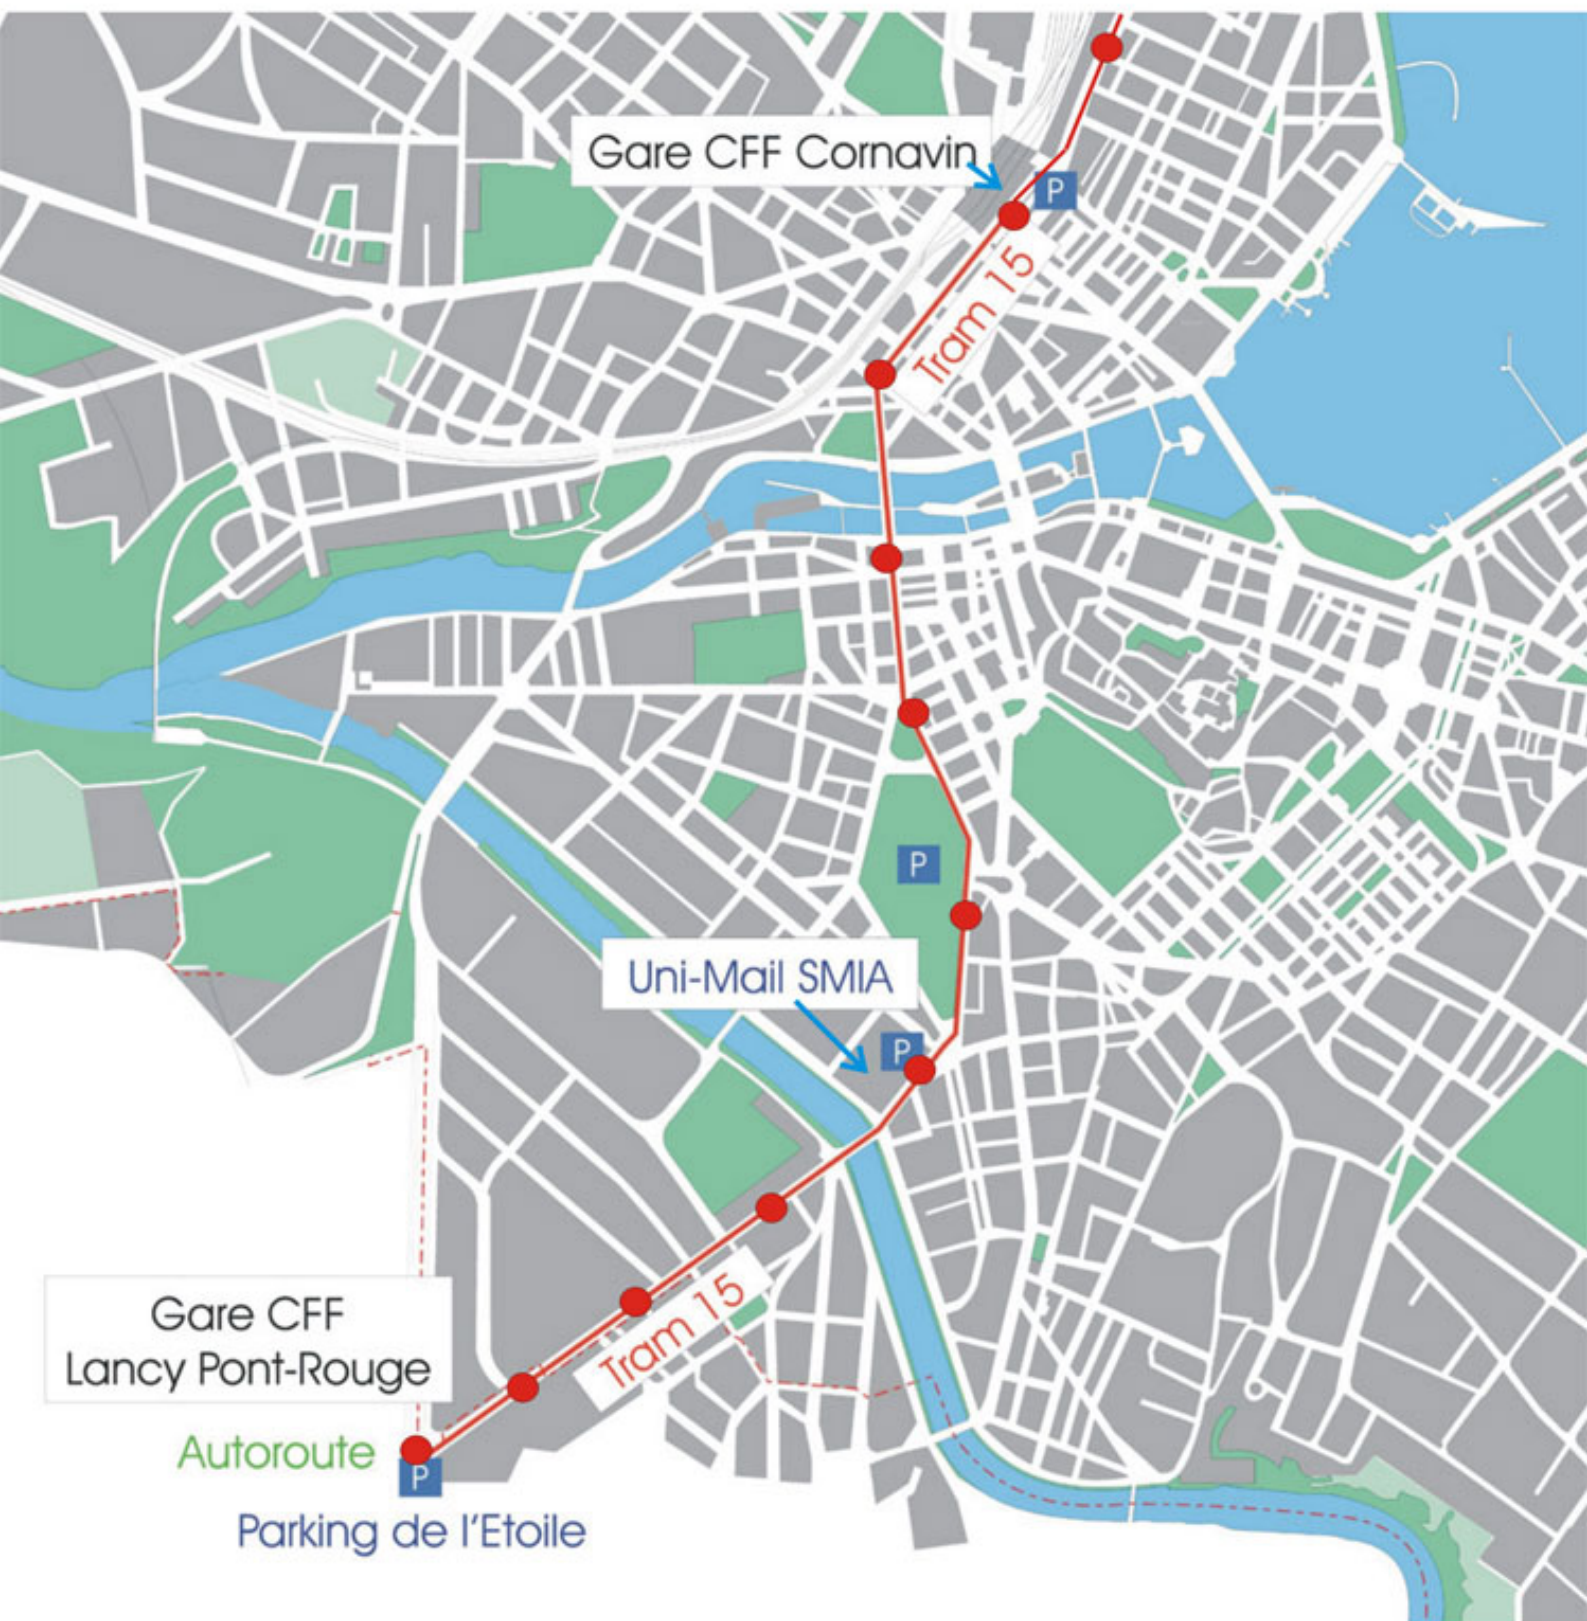 Gare CFF Cornavin
P
Tram 15
P
Uni-Mail SMIA
P
Tram 15
Gare CFF
Lancy Pont-Rouge
Autoroute
P
Parking de l'Etoile